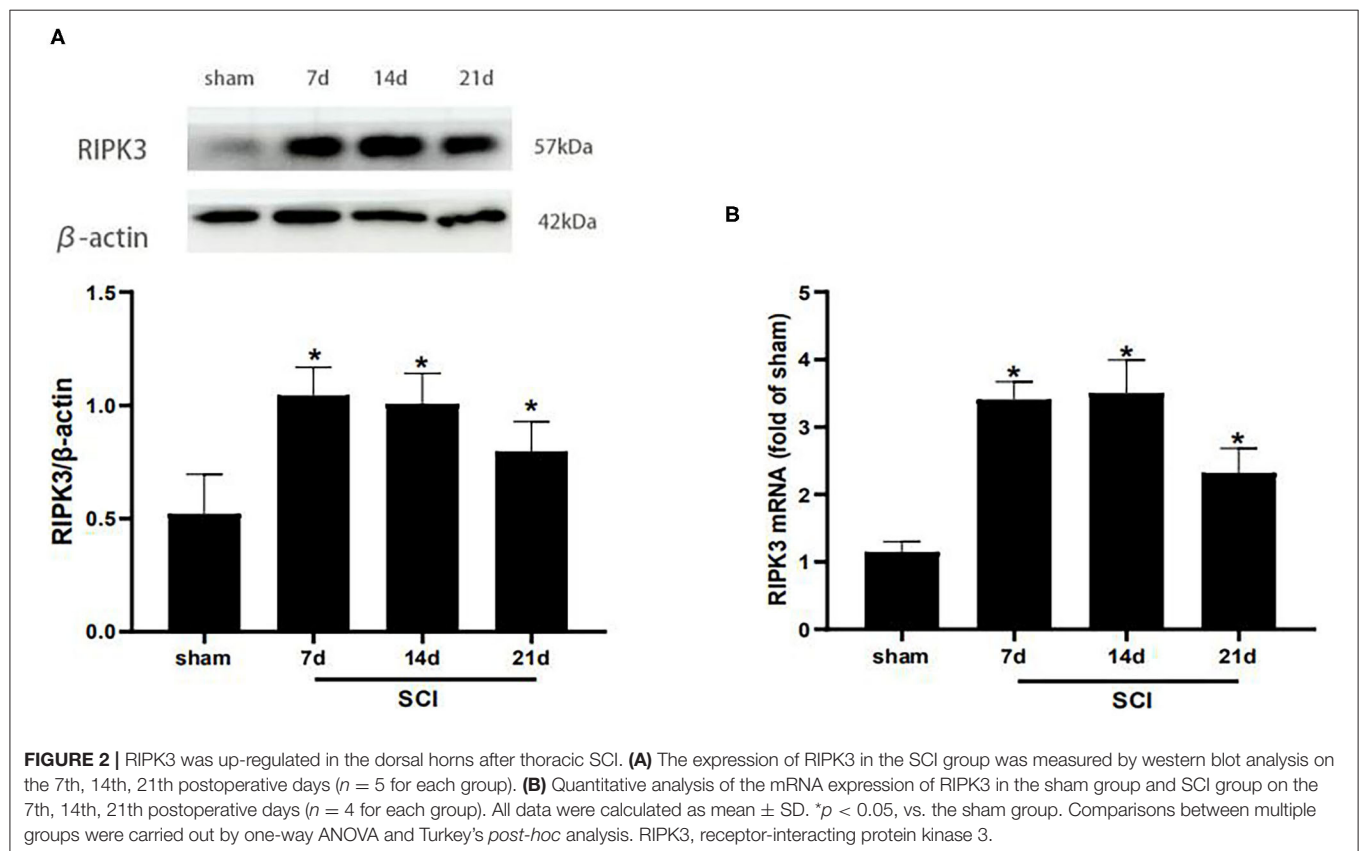 A
sham 7d 14d 21d
RIPK3 57kDa
β-actin 42kDa
1.5
1.0
0.5
0.0
RIPK3/β-actin
* * *
sham 7d 14d 21d
SCI
B
5
4
3
2
1
0
RIPK3 mRNA (fold of sham)
* * *
sham 7d 14d 21d
SCI
FIGURE 2 | RIPK3 was up-regulated in the dorsal horns after thoracic SCI. (A) The expression of RIPK3 in the SCI group was measured by western blot analysis on
the 7th, 14th, 21th postoperative days (n = 5 for each group). (B) Quantitative analysis of the mRNA expression of RIPK3 in the sham group and SCI group on the
7th, 14th, 21th postoperative days (n = 4 for each group). All data were calculated as mean ± SD. *p < 0.05, vs. the sham group. Comparisons between multiple
groups were carried out by one-way ANOVA and Turkey's post-hoc analysis. RIPK3, receptor-interacting protein kinase 3.